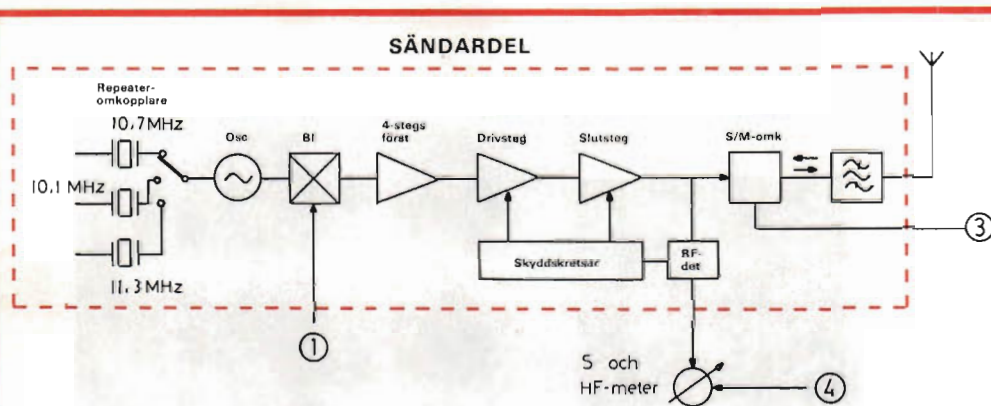 SÄNDARDEL
Repeater-
omkopplare
10,7MHz
10,1 MHz
11,3MHz
Osc
Bl
4-stegs
först
Drivsteg
Slutsteg
S/M-omk
Skyddskretsar
RF-
det
1
3
S och
HF-meter
4